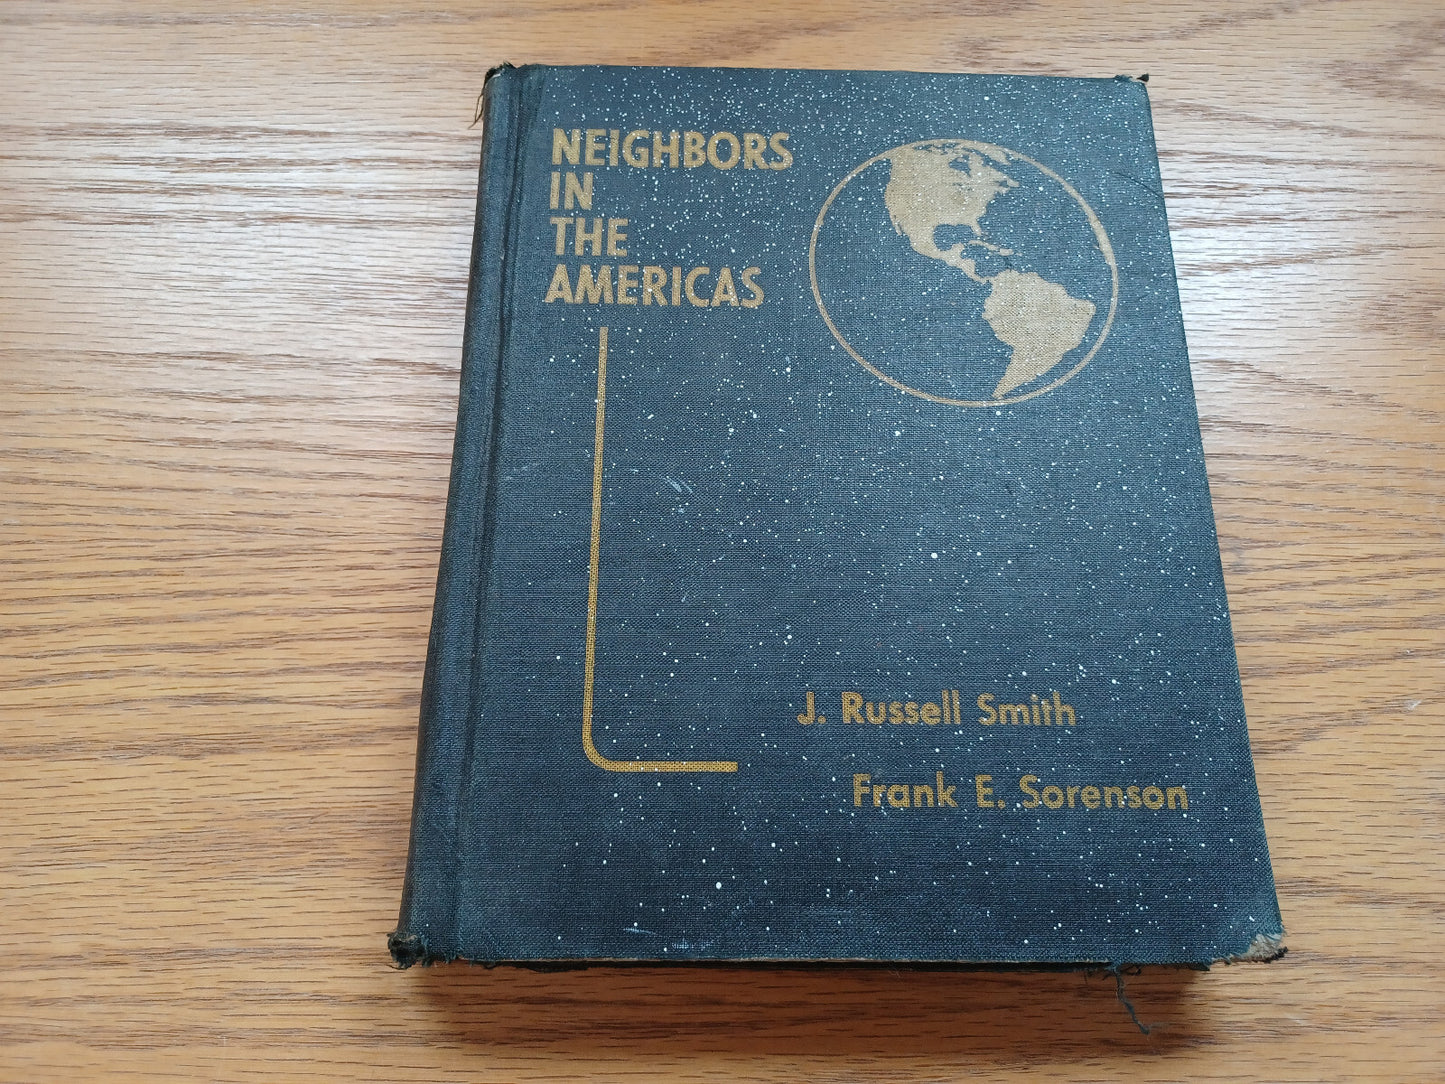 NEIGHBORS
IN
THE
AMERICAS
J. Russell Smith
Frank E. Sorenson